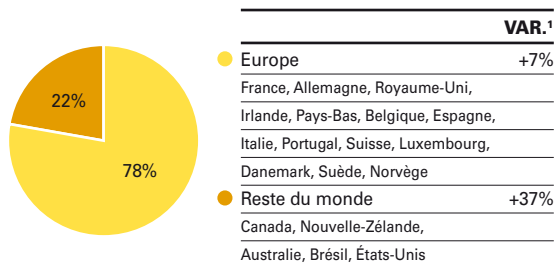 VAR.¹
Europe +7%
France, Allemagne, Royaume-Uni,
Irlande, Pays-Bas, Belgique, Espagne,
Italie, Portugal, Suisse, Luxembourg,
Danemark, Suède, Norvège
Reste du monde +37%
Canada, Nouvelle-Zélande,
Australie, Brésil, États-Unis
22%
78%